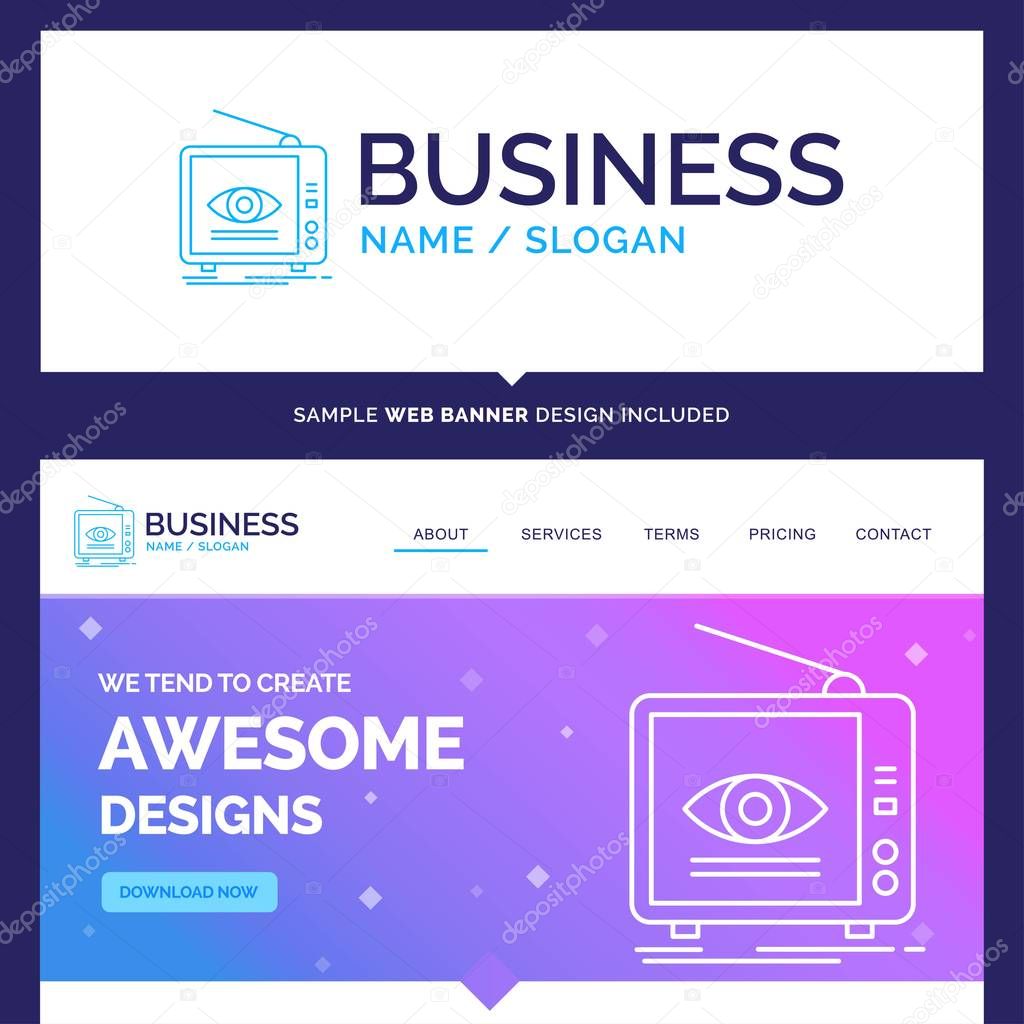 BUSINESS
NAME / SLOGAN
SAMPLE WEB BANNER DESIGN INCLUDED
BUSINESS
NAME / SLOGAN
ABOUT SERVICES TERMS PRICING CONTACT
WE TEND TO CREATE
AWESOME
DESIGNS
DOWNLOAD NOW
depositphotos